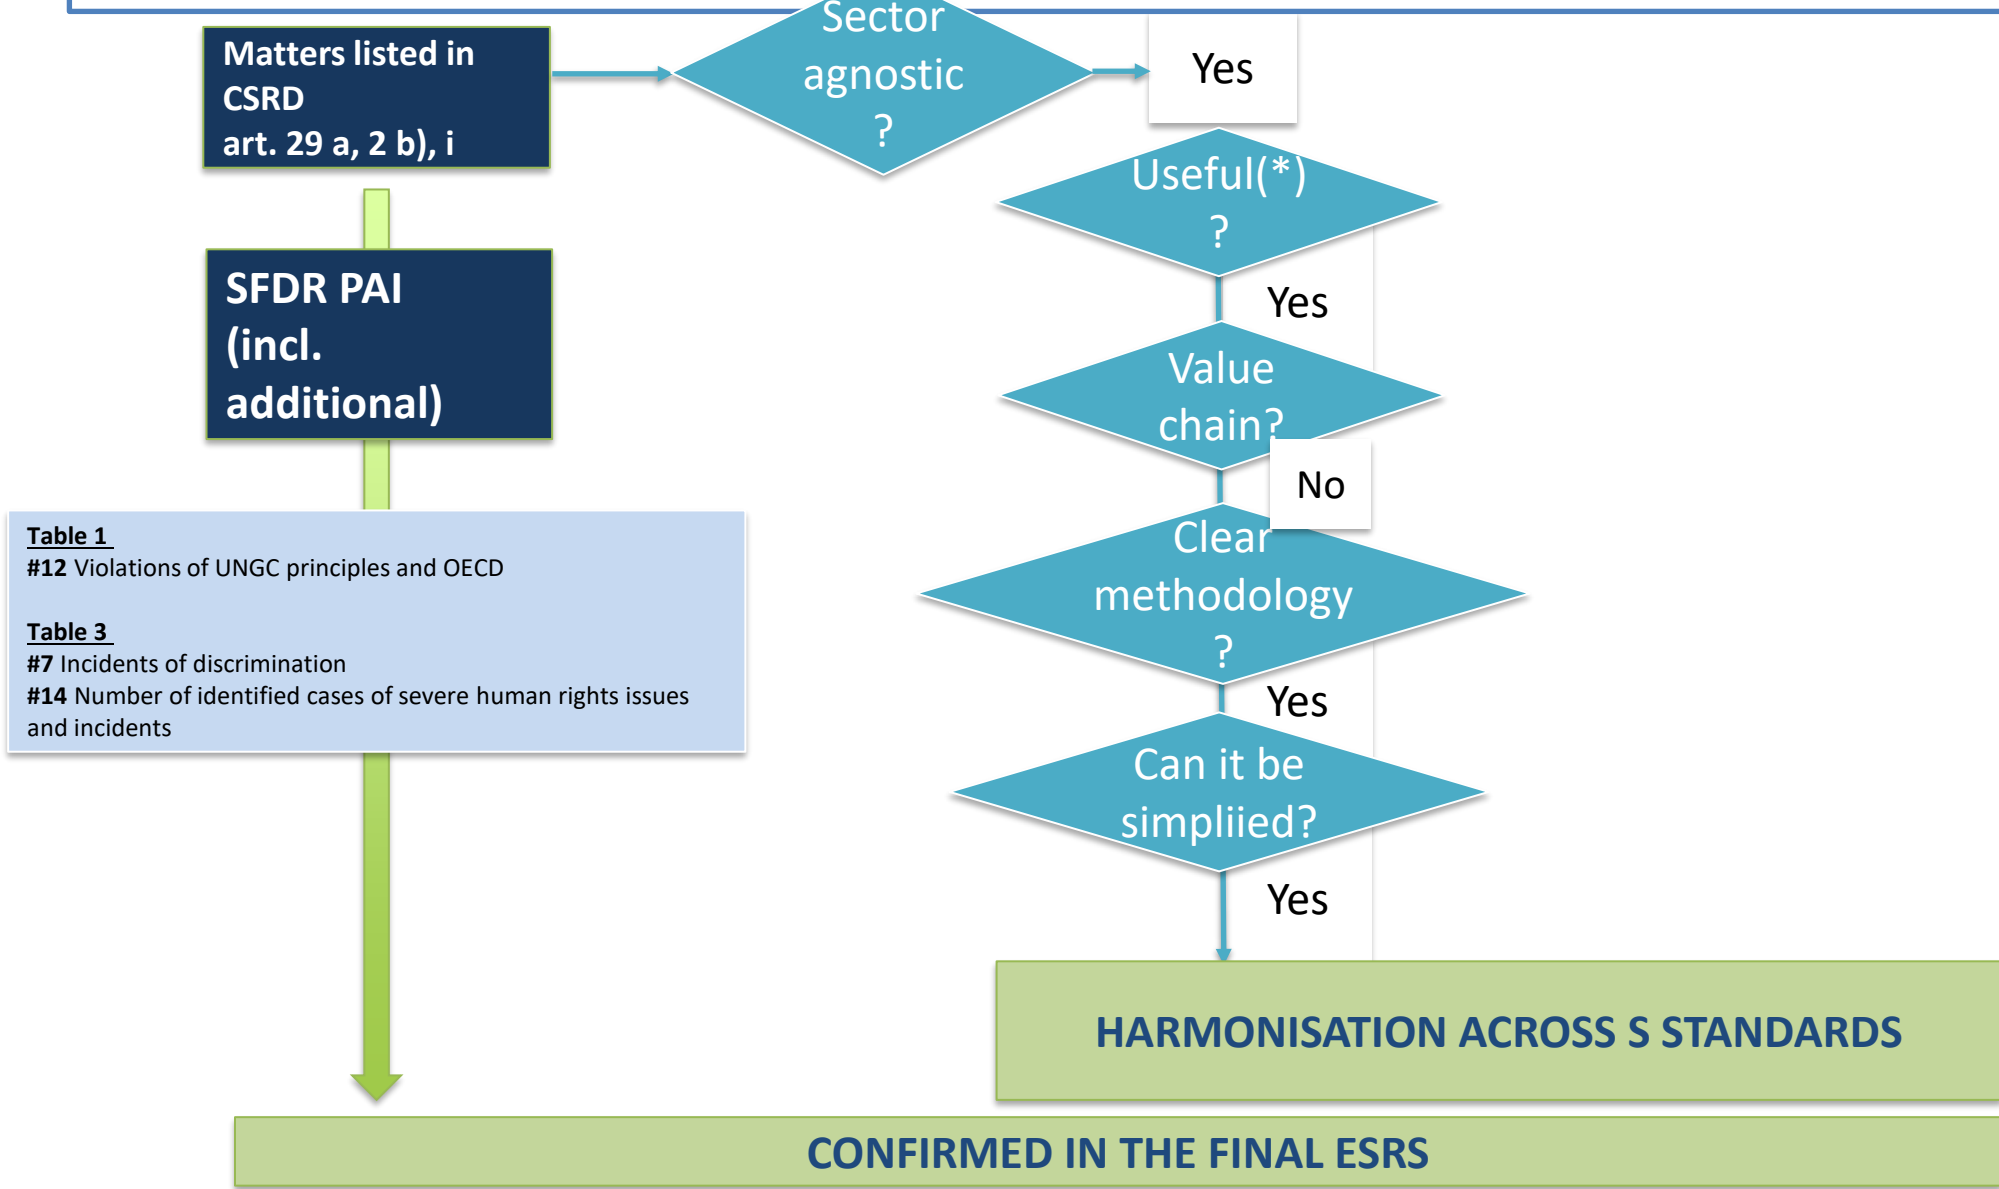 Matters listed in
CSRD
art. 29 a, 2 b), i
Sector
agnostic
?
Yes
Useful(*)
?
Yes
Value
chain?
No
Clear
methodology
?
Yes
Can it be
simpliied?
Yes
SFDR PAI
(incl.
additional)
Table 1
#12 Violations of UNGC principles and OECD
Table 3
#7 Incidents of discrimination
#14 Number of identified cases of severe human rights issues
and incidents
HARMONISATION ACROSS S STANDARDS
CONFIRMED IN THE FINAL ESRS